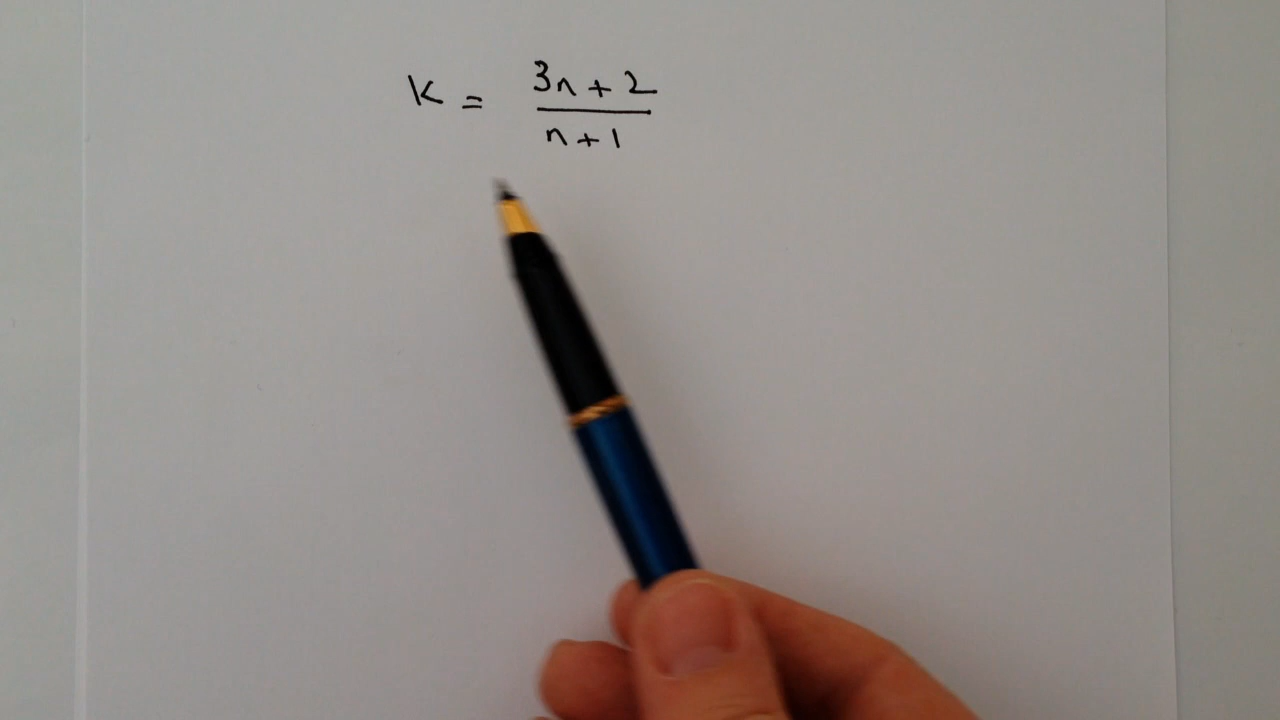 K = 3n + 2
n + 1